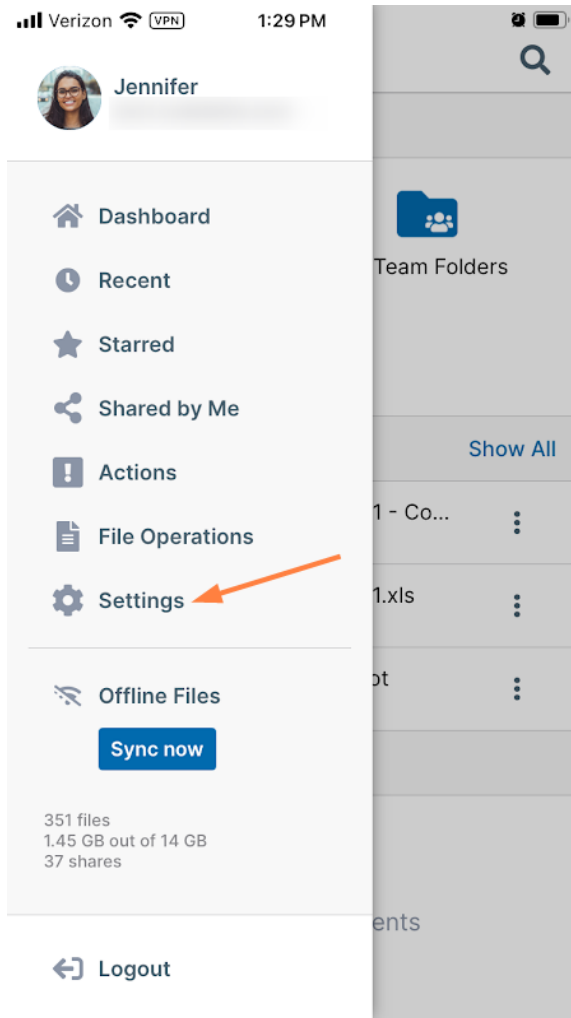 Verizon VPN 1:29 PM
Jennifer
Dashboard
Recent
Starred
Shared by Me
Actions
File Operations
Settings
Offline Files
Sync now
351 files
1.45 GB out of 14 GB
37 shares
Logout
Team Folders
Show All
1 - Co...
1.xls
ot
ents